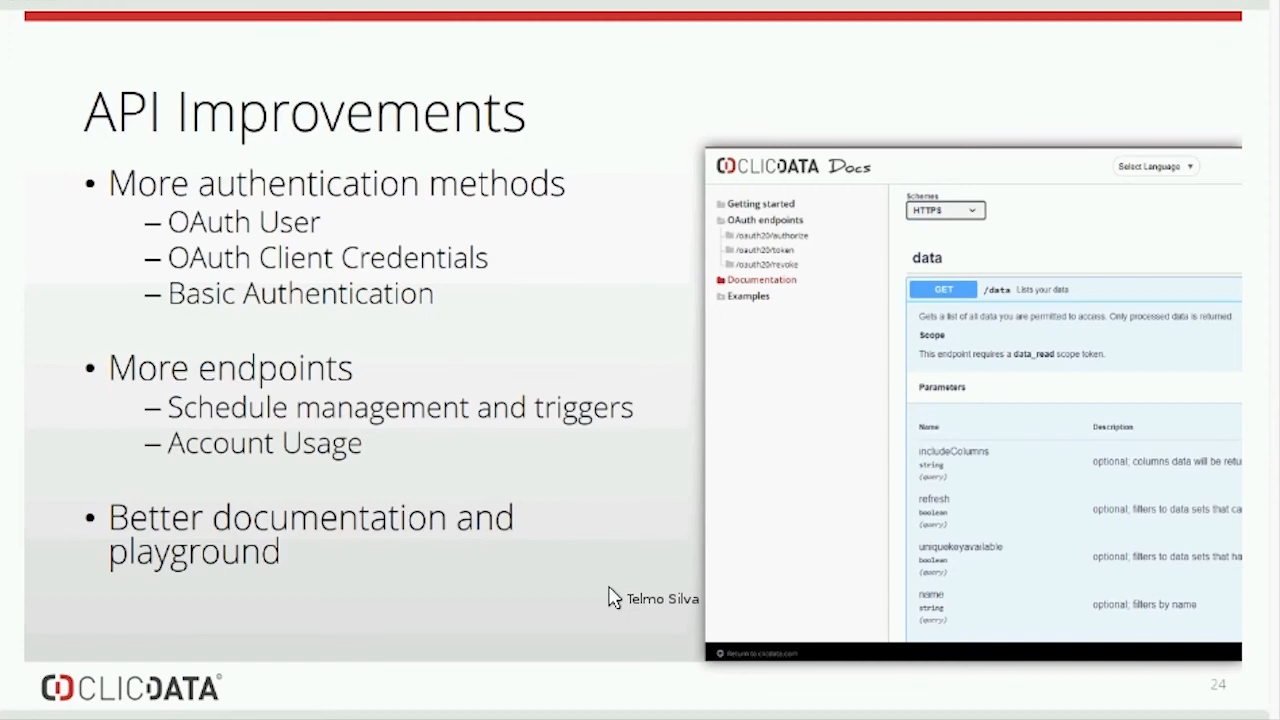 API Improvements
• More authentication methods
– OAuth User
– OAuth Client Credentials
– Basic Authentication
• More endpoints
– Schedule management and triggers
– Account Usage
• Better documentation and
playground
Telmo Silva
CLICDATA Docs
Select Language ▼
Getting started
OAuth endpoints
/oauth20/authorize
/oauth20/token
/oauth20/revoke
Documentation
Examples
Schemes
HTTPS
data
GET /data Lists your data
Gets a list of all data you are permitted to access. Only processed data is returned
Scope
This endpoint requires a data_read scope token.
Parameters
Name Description
includeColumns
string
(query)
optional; columns data will be retu
refresh
boolean
(query)
optional; filters to data sets that ca
uniquekeyavailable
boolean
(query)
optional; filters to data sets that ha
name
string
(query)
optional; filters by name
Return to clicdata.com
CLICDATA
24